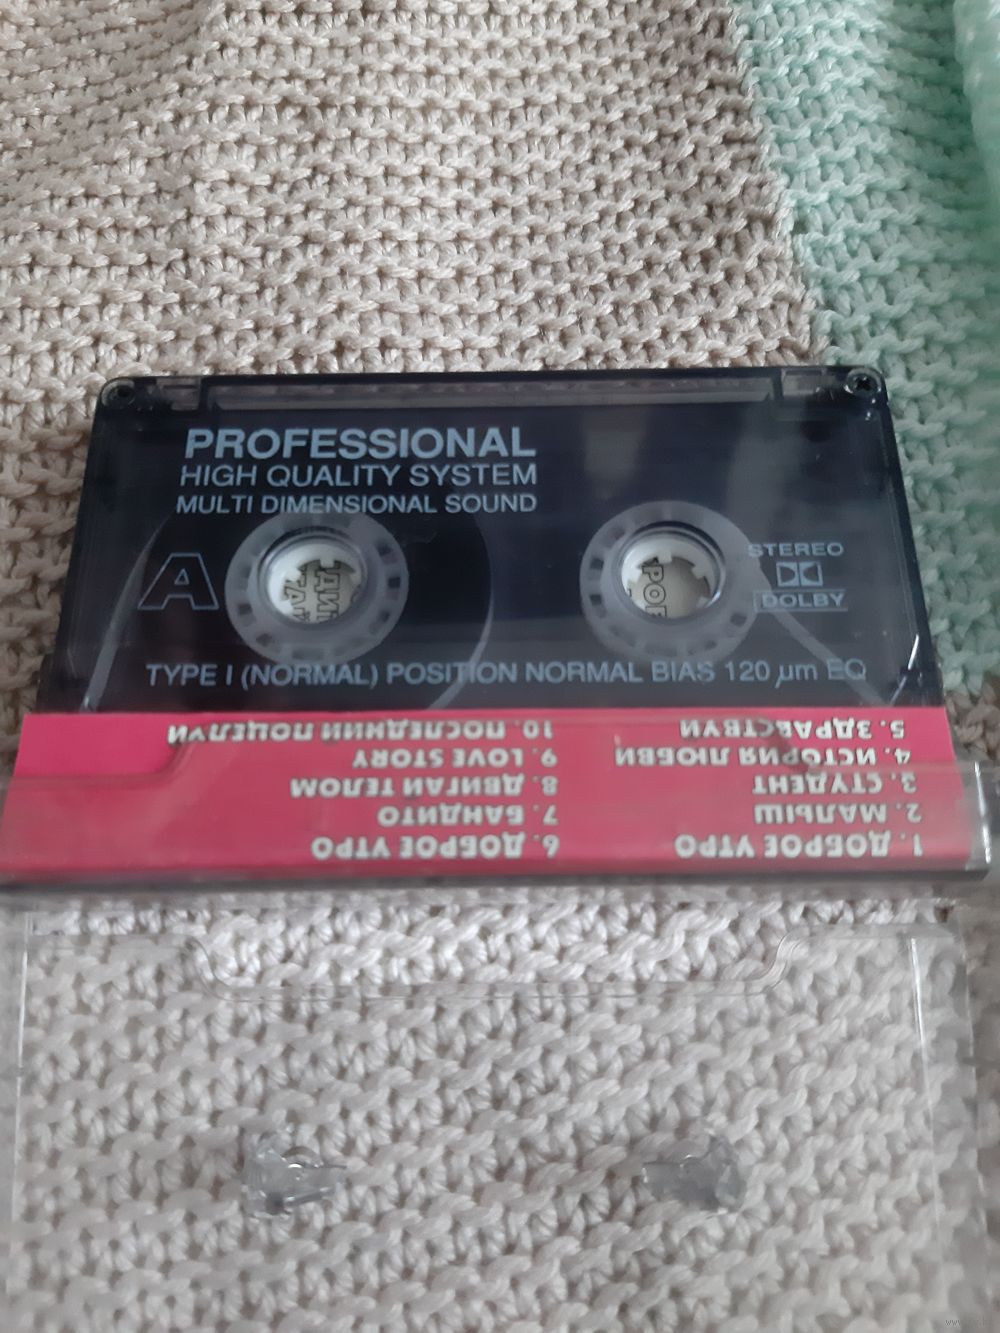 PROFESSIONAL
HIGH QUALITY SYSTEM
MULTI DIMENSIONAL SOUND
A
STEREO
DOLBY
TYPE I (NORMAL) POSITION NORMAL BIAS 120 µm EQ
1. ДОБРОЕ УТРО
2. МАЛЫШ
3. СТУДЕНТ
4. ИСТОРИЯ ЛЮБВИ
5. ЗДРАВСТВУЙ
6. ДОБРОЕ УТРО
7. БАНДИТО
8. ДВИГАЙ ТЕЛОМ
9. LOVE STORY
10. ПОСЛЕДНИЙ ПОЦЕЛУЙ